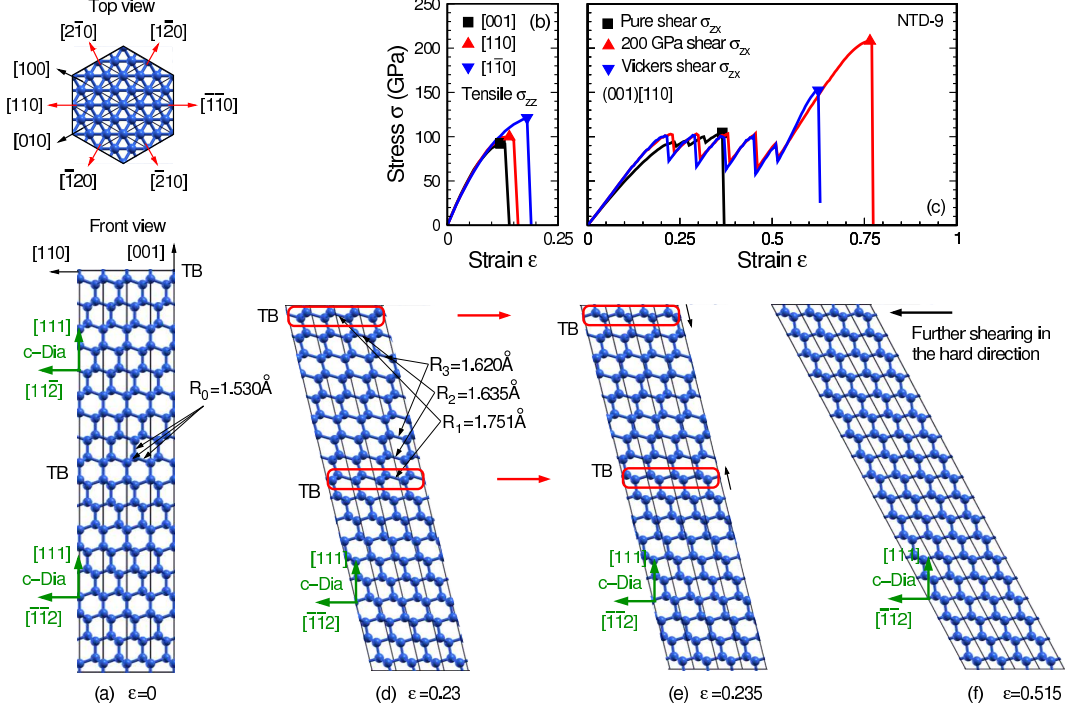 Top view
[21̅0] [12̅0]
[100]
[110] [1̅1̅0]
[010]
[1̅20] [2̅10]
Front view
[110] [001]
TB
[111]
c–Dia
[112̅]
R0=1.530Å
TB
[111]
c–Dia
[1̅1̅2]
(a) ε=0
Stress σ (GPa)
250
200
150
100
50
0
(b)
[001]
[110]
[11̅0]
Tensile σzz
0 0.25
Strain ε
Pure shear σzx
200 GPa shear σzx
Vickers shear σzx
(001)[110]
NTD-9
(c)
0 0.25 0.5 0.75 1
Strain ε
TB
R3=1.620Å
R2=1.635Å
R1=1.751Å
TB
[111]
c–Dia
[1̅1̅2]
(d) ε=0.23
TB
TB
[111]
c–Dia
[1̅1̅2]
(e) ε=0.235
Further shearing in
the hard direction
[111]
c–Dia
[1̅1̅2]
(f) ε=0.515